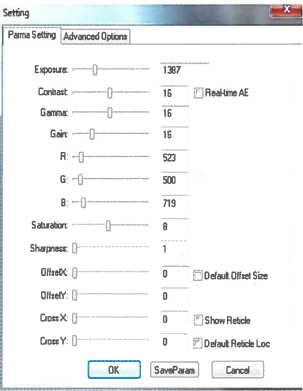 Setting
Parma Setting Advanced Options
Exposure: 1387
Contrast: 16 Real-time AE
Gamma: 16
Gain: 16
R: 523
G: 500
B: 719
Saturation: 8
Sharpness: 1
OffsetX: 0 Default Offset Size
OffsetY: 0
Cross X: 0 Show Reticle
Cross Y: 0 Default Reticle Loc
OK SaveParam Cancel